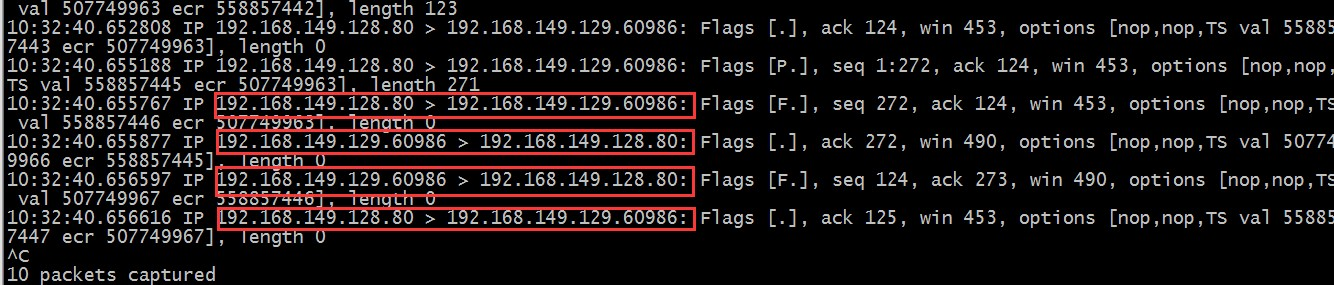 val 507749963 ecr 558857442], length 123
10:32:40.652808 IP 192.168.149.128.80 > 192.168.149.129.60986: Flags [.], ack 124, win 453, options [nop,nop,TS val 55885
7443 ecr 507749963], length 0
10:32:40.655188 IP 192.168.149.128.80 > 192.168.149.129.60986: Flags [P.], seq 1:272, ack 124, win 453, options [nop,nop,
TS val 558857445 ecr 507749963], length 271
10:32:40.655767 IP 192.168.149.128.80 > 192.168.149.129.60986: Flags [F.], seq 272, ack 124, win 453, options [nop,nop,TS
val 558857446 ecr 507749963], length 0
10:32:40.655877 IP 192.168.149.129.60986 > 192.168.149.128.80: Flags [.], ack 272, win 490, options [nop,nop,TS val 50774
9966 ecr 558857445], length 0
10:32:40.656597 IP 192.168.149.129.60986 > 192.168.149.128.80: Flags [F.], seq 124, ack 273, win 490, options [nop,nop,TS
val 507749967 ecr 558857446], length 0
10:32:40.656616 IP 192.168.149.128.80 > 192.168.149.129.60986: Flags [.], ack 125, win 453, options [nop,nop,TS val 55885
7447 ecr 507749967], length 0
^C
10 packets captured